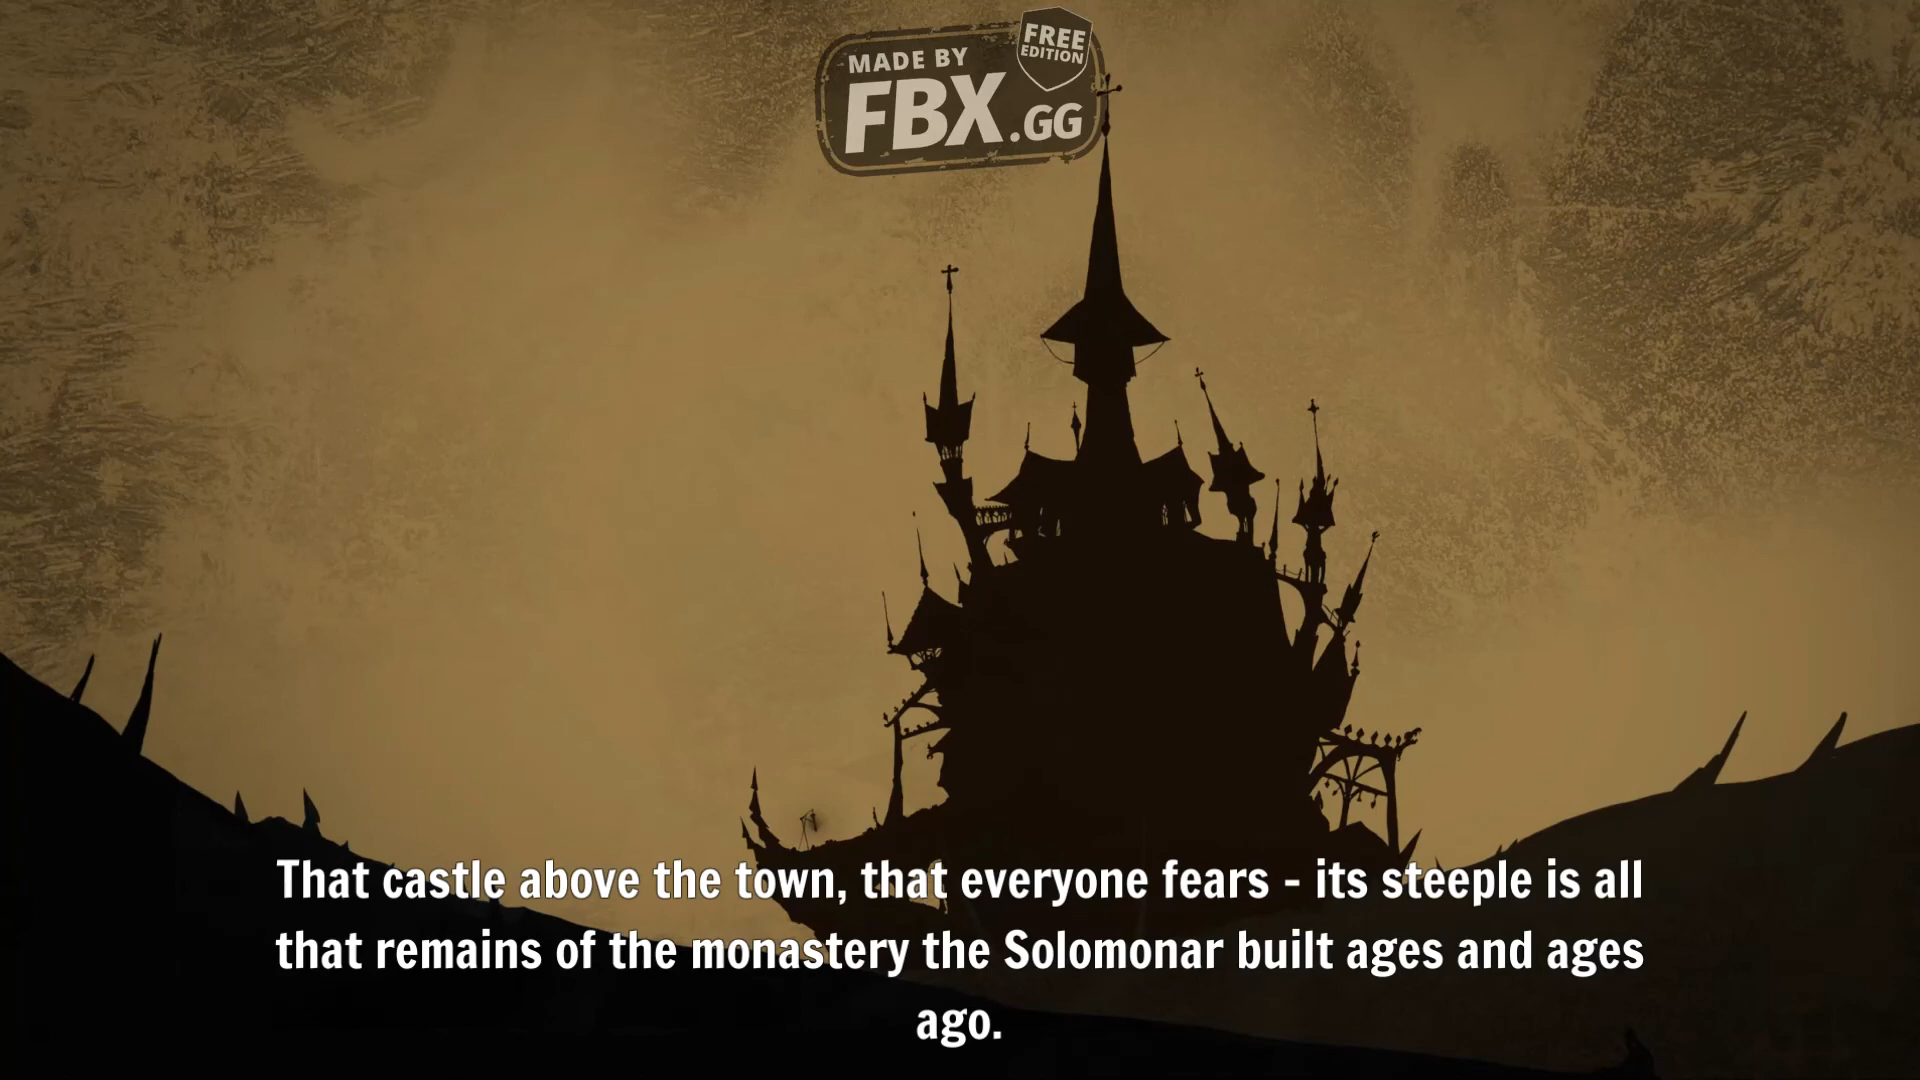 MADE BY
FREE
EDITION
FBX.GG
That castle above the town, that everyone fears - its steeple is all
that remains of the monastery the Solomonar built ages and ages
ago.